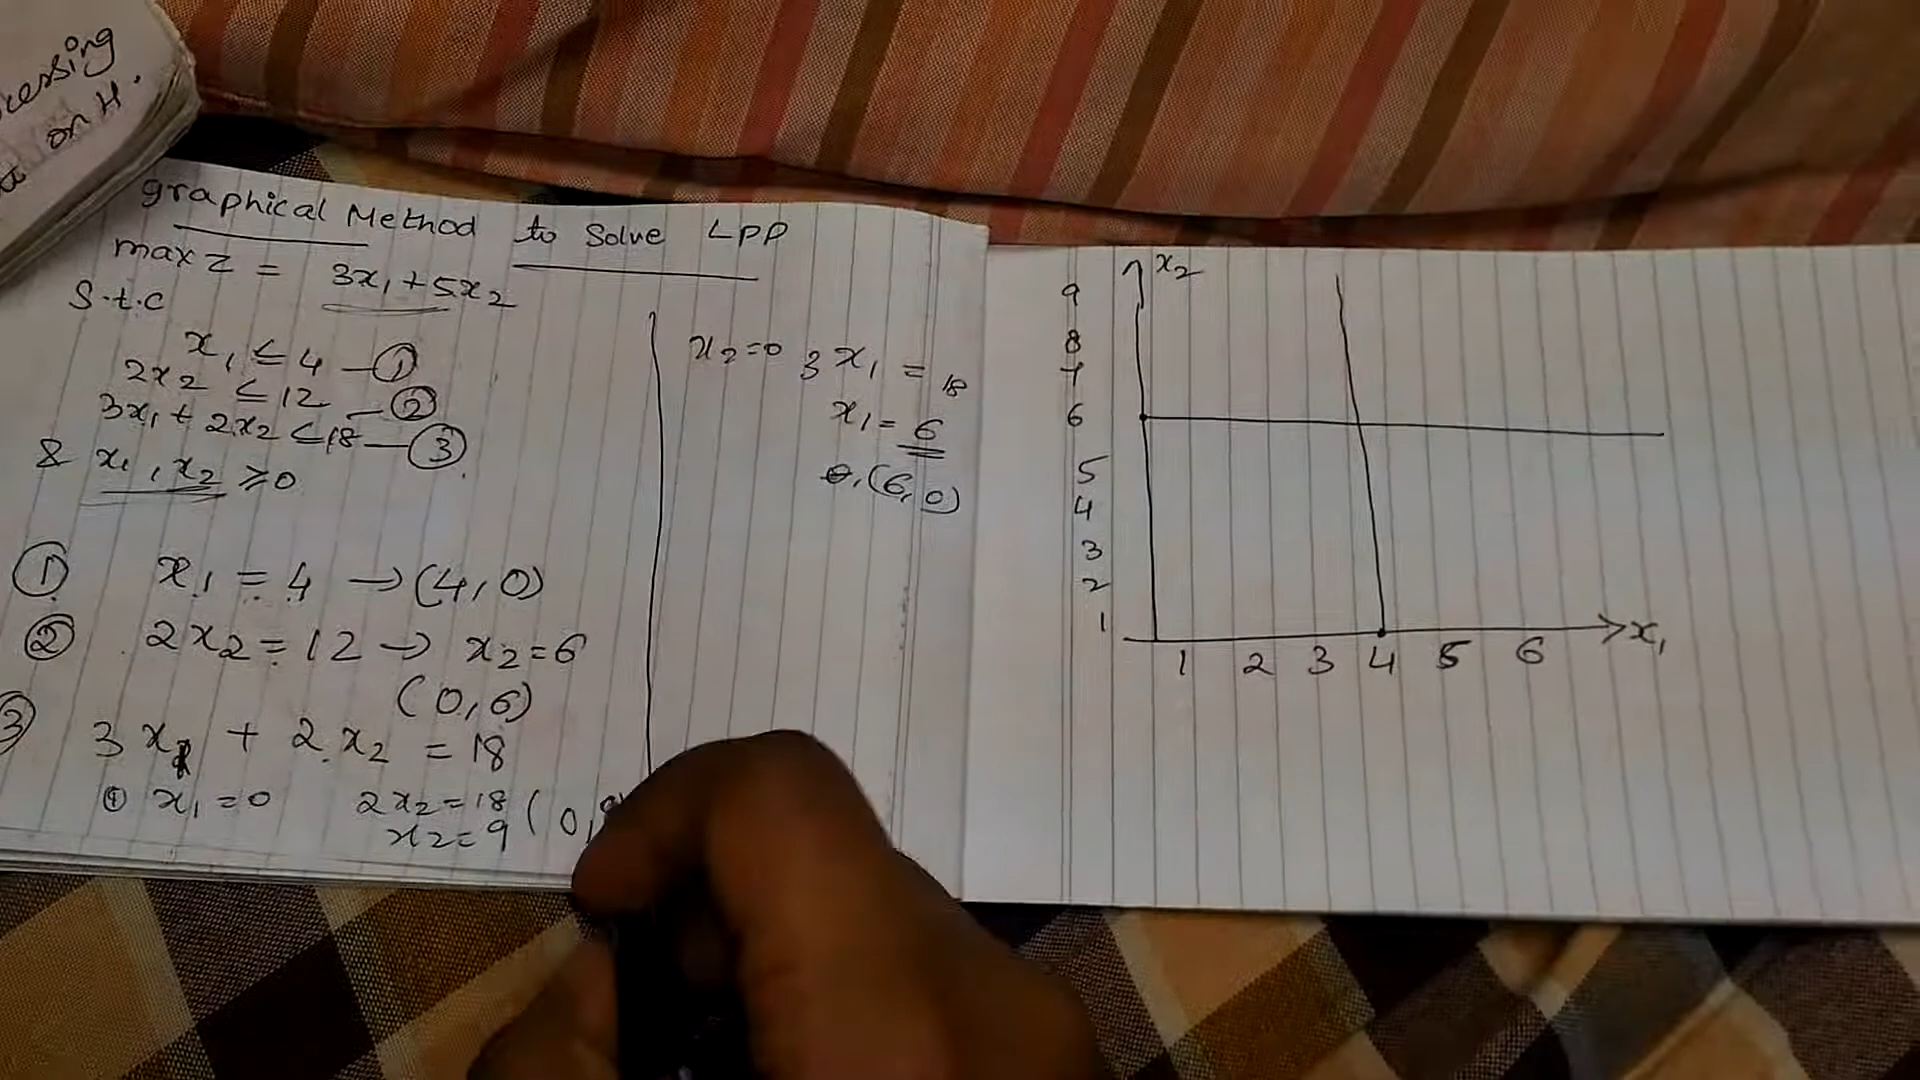 cessing
on H.
graphical Method to Solve LPP
max Z = 3x₁+5x₂
S.t.c
x₁ ≤ 4 — ①
2x₂ ≤ 12 — ②
3x₁ + 2x₂ ≤ 18 — ③
& x₁, x₂ ≥ 0
① x₁ = 4 → (4, 0)
② 2x₂ = 12 → x₂ = 6
(0, 6)
③ 3x₁ + 2x₂ = 18
x₁ = 0 2x₂ = 18 (0,
x₂ = 9
x₂=0 3x₁ = 18
x₁ = 6
(6, 0)
x₂
9
8
7
6
5
4
3
2
1
1 2 3 4 5 6 x₁